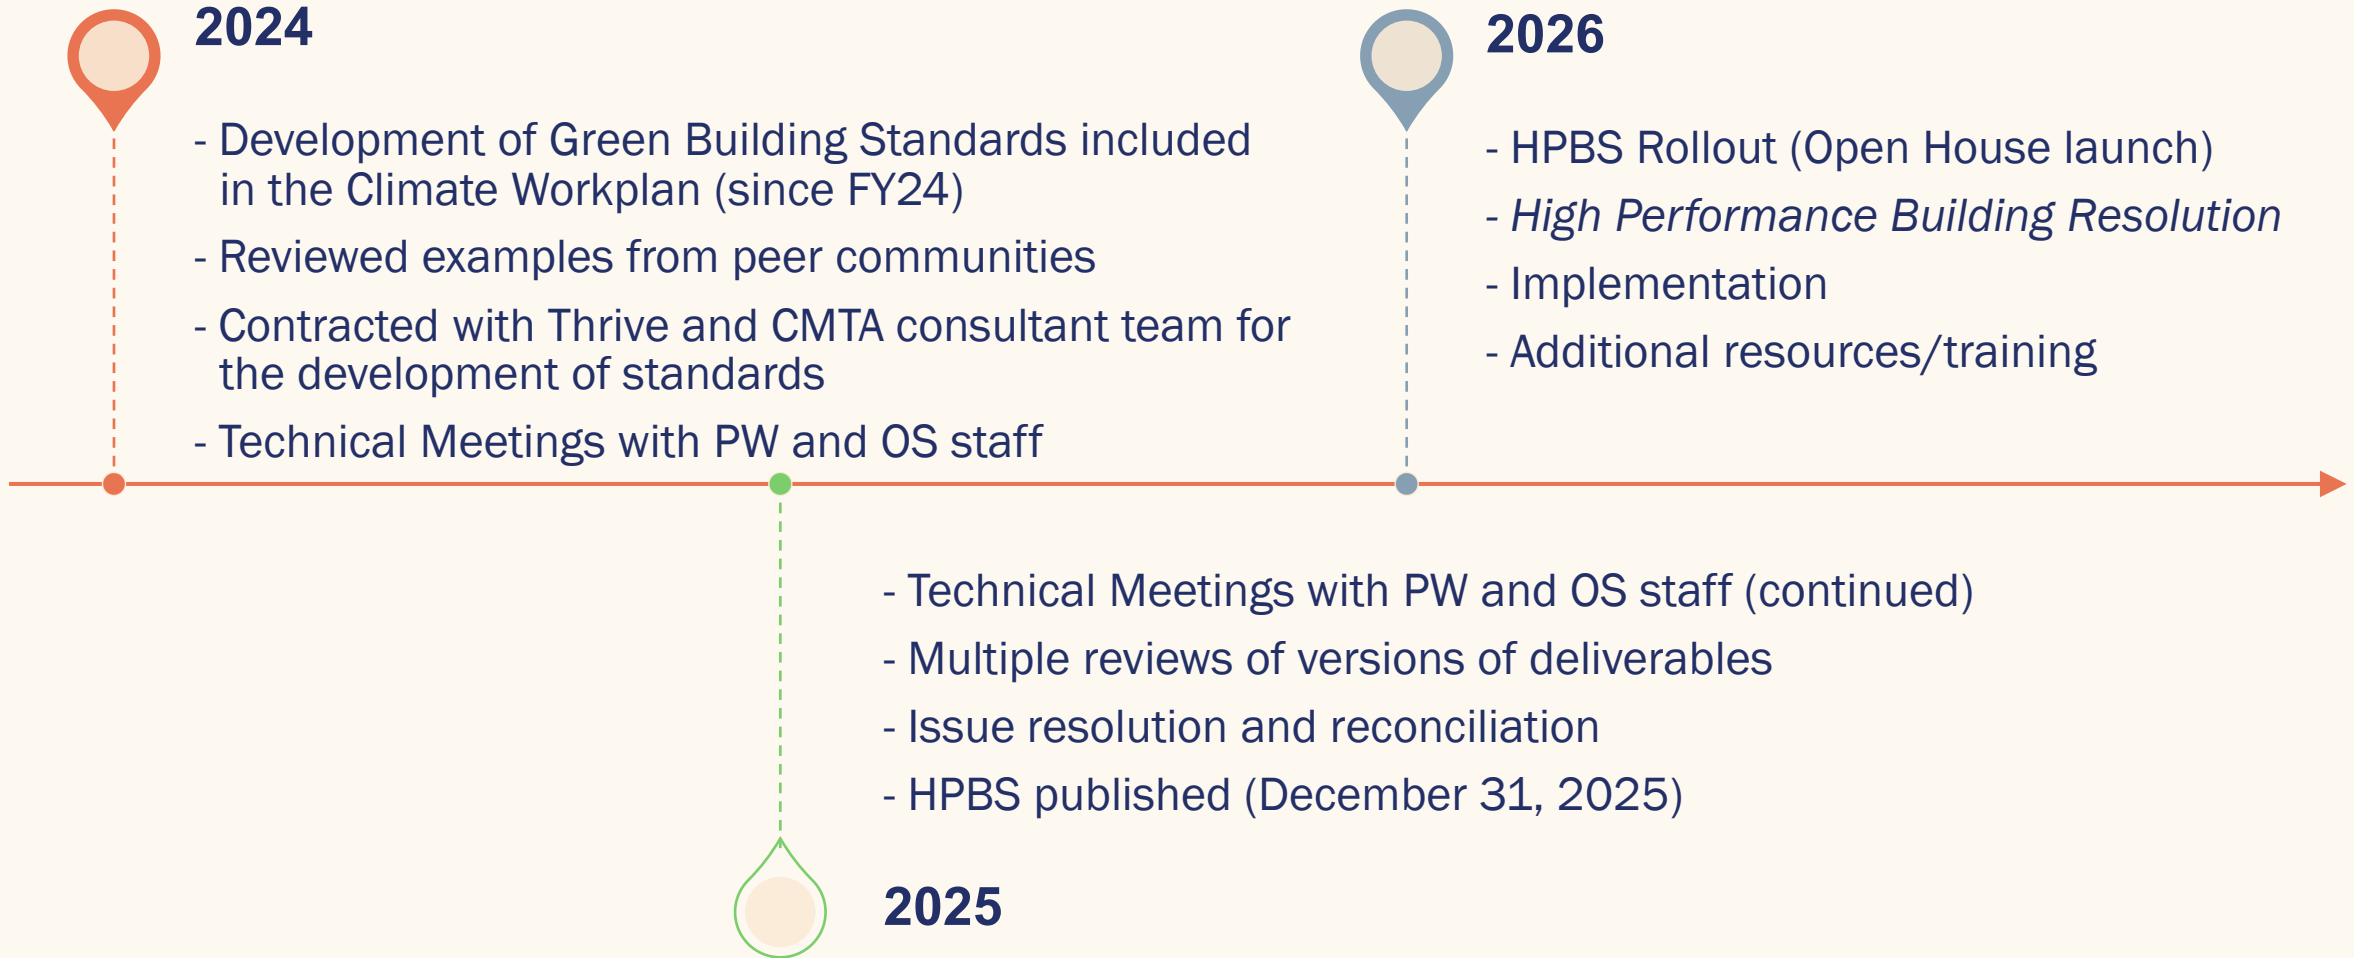 2024
- Development of Green Building Standards included
in the Climate Workplan (since FY24)
- Reviewed examples from peer communities
- Contracted with Thrive and CMTA consultant team for
the development of standards
- Technical Meetings with PW and OS staff
2026
- HPBS Rollout (Open House launch)
- High Performance Building Resolution
- Implementation
- Additional resources/training
- Technical Meetings with PW and OS staff (continued)
- Multiple reviews of versions of deliverables
- Issue resolution and reconciliation
- HPBS published (December 31, 2025)
2025